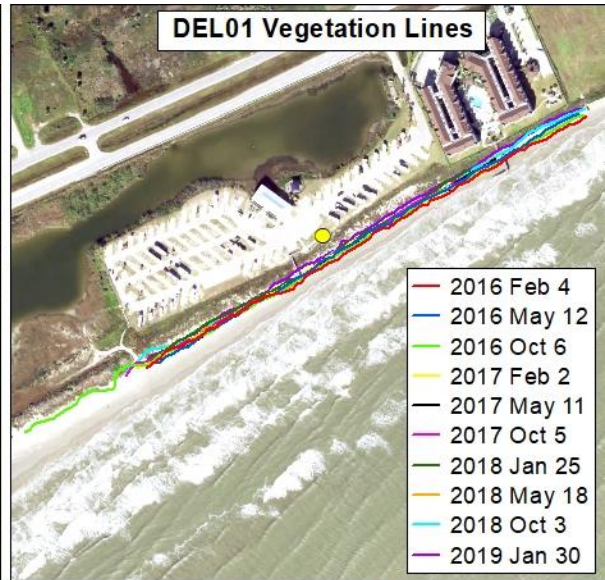 DEL01 Vegetation Lines
2016 Feb 4
2016 May 12
2016 Oct 6
2017 Feb 2
2017 May 11
2017 Oct 5
2018 Jan 25
2018 May 18
2018 Oct 3
2019 Jan 30